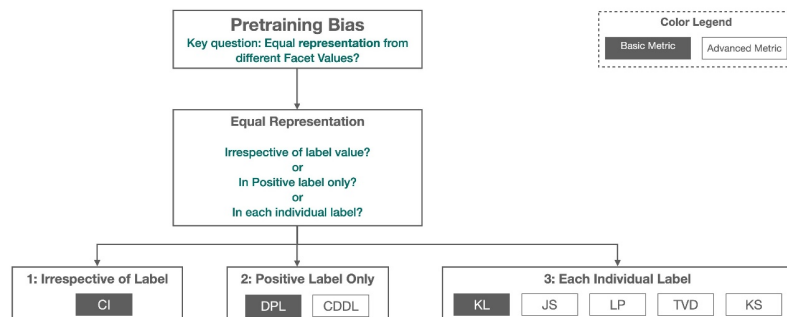 Pretraining Bias
Key question: Equal representation from
different Facet Values?
Color Legend
Basic Metric
Advanced Metric
Equal Representation
Irrespective of label value?
or
In Positive label only?
or
In each individual label?
1: Irrespective of Label
CI
2: Positive Label Only
DPL CDDL
3: Each Individual Label
KL JS LP TVD KS